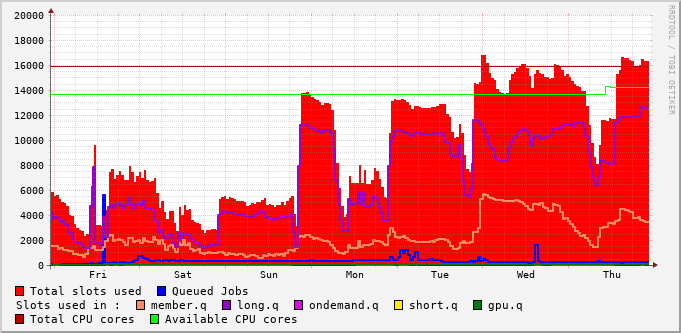 RRDTOOL / TOBI OETIKER
20000
18000
16000
14000
12000
10000
8000
6000
4000
2000
0
Fri Sat Sun Mon Tue Wed Thu
Total slots used Queued Jobs
Slots used in : member.q long.q ondemand.q short.q gpu.q
Total CPU cores Available CPU cores